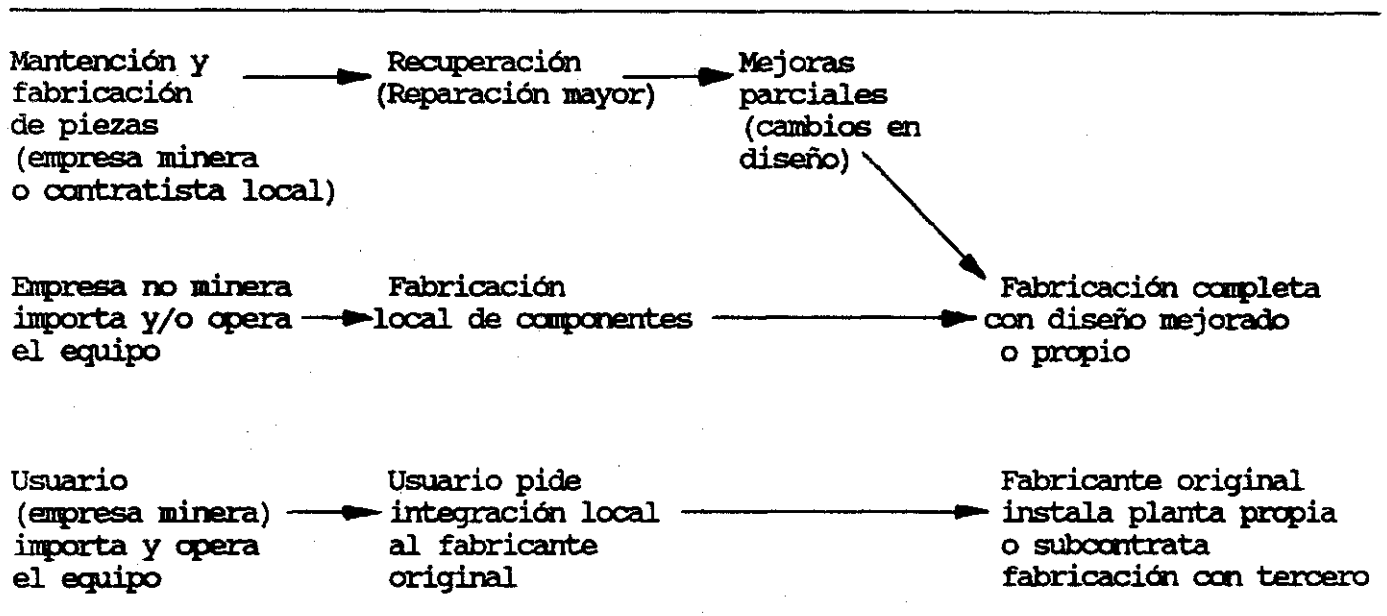 Mantención y
fabricación
de piezas
(empresa minera
o contratista local)
Recuperación
(Reparación mayor)
Mejoras
parciales
(cambios en
diseño)
Empresa no minera
importa y/o opera
el equipo
Fabricación
local de componentes
Fabricación completa
con diseño mejorado
o propio
Usuario
(empresa minera)
importa y opera
el equipo
Usuario pide
integración local
al fabricante
original
Fabricante original
instala planta propia
o subcontrata
fabricación con tercero